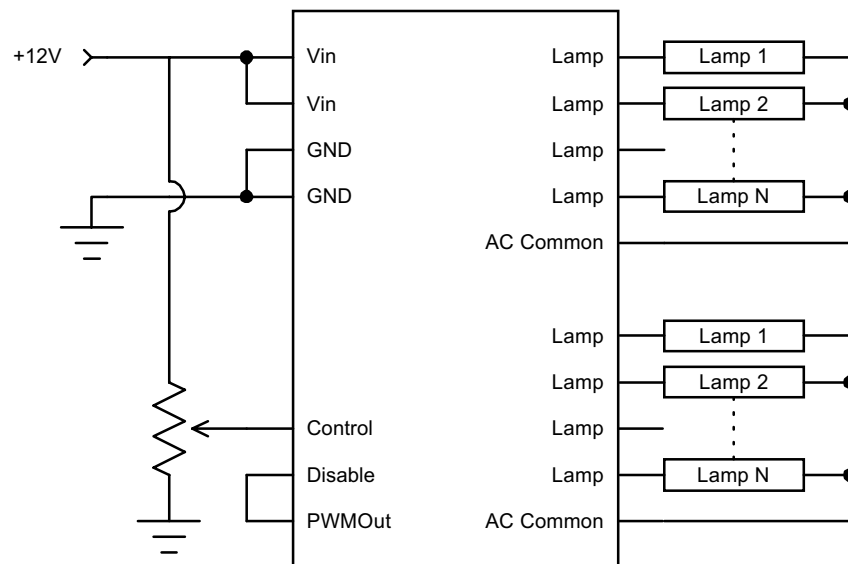 +12V
Vin
Lamp
Lamp 1
Vin
Lamp
Lamp 2
GND
Lamp
GND
Lamp
Lamp N
AC Common
Lamp
Lamp 1
Lamp
Lamp 2
Control
Lamp
Disable
Lamp
Lamp N
PWMOut
AC Common